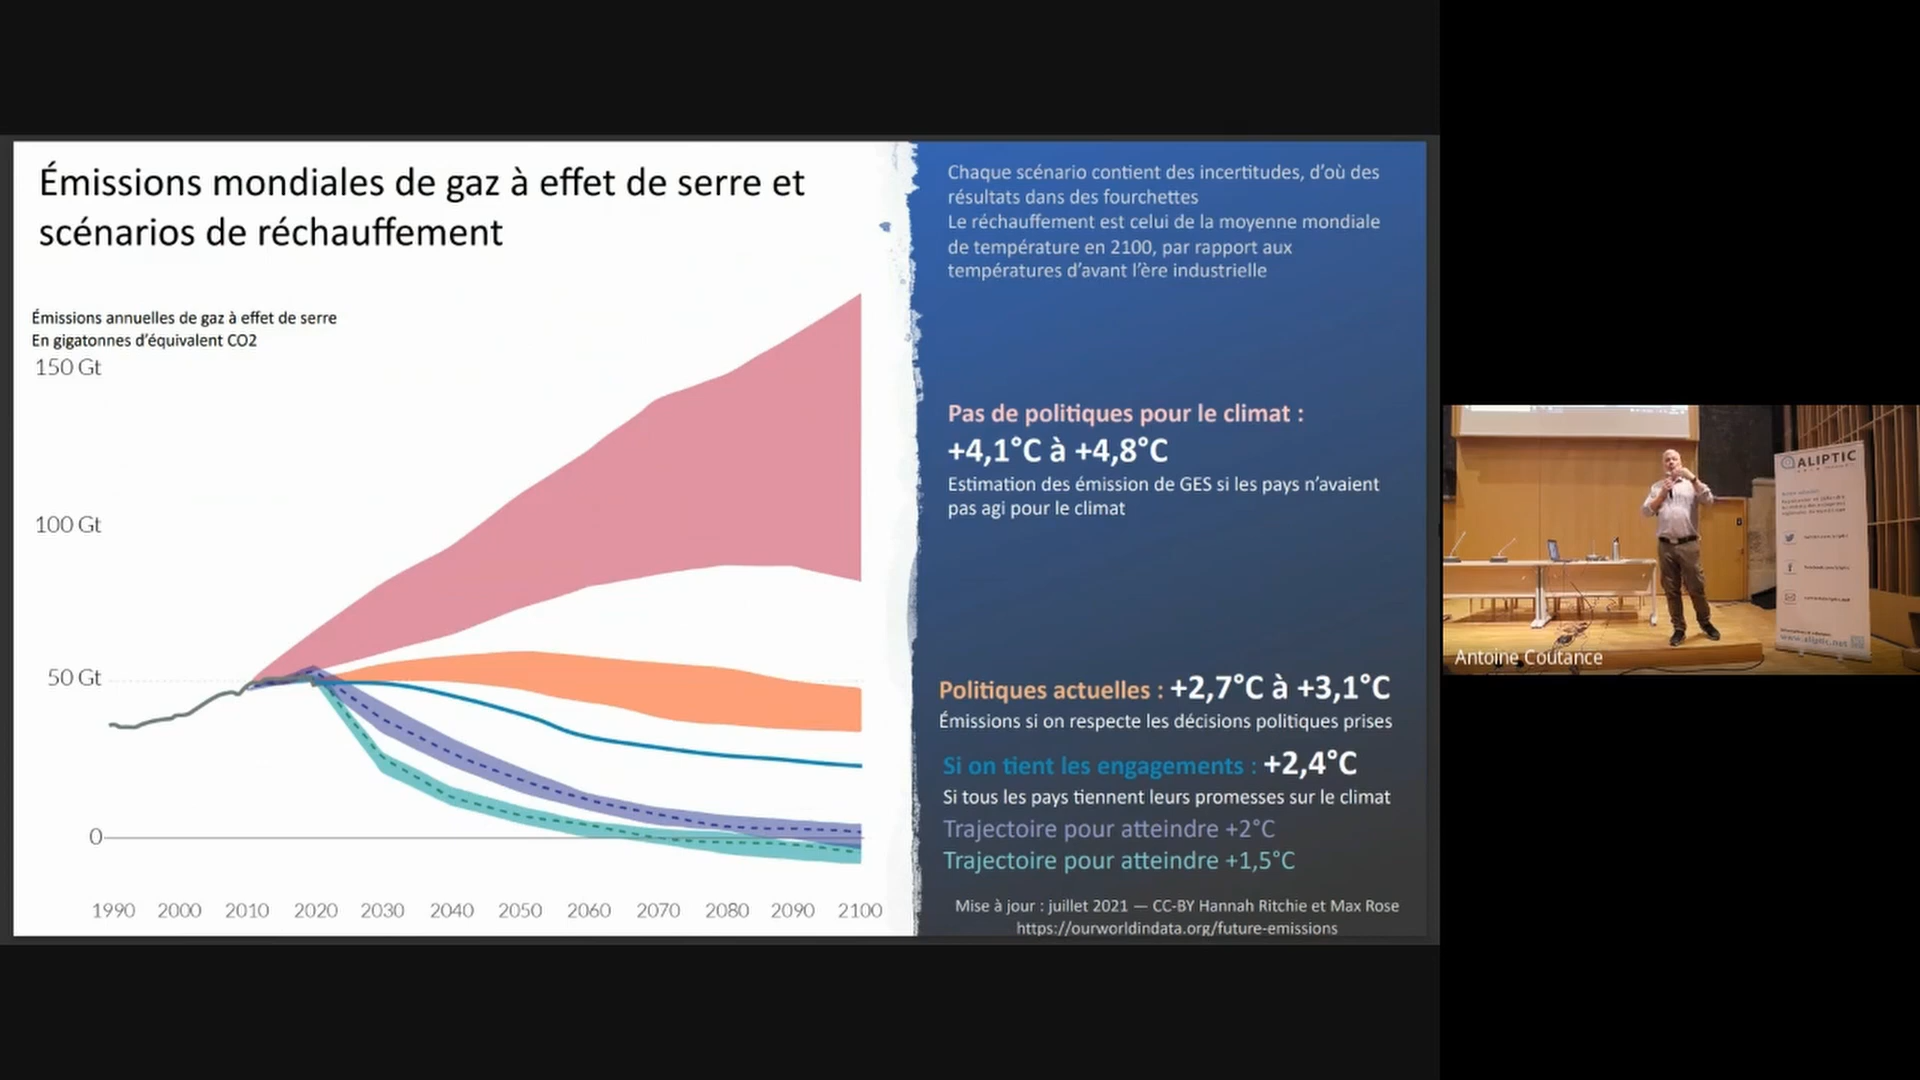 Émissions mondiales de gaz à effet de serre et
scénarios de réchauffement
Émissions annuelles de gaz à effet de serre
En gigatonnes d'équivalent CO2
150 Gt
100 Gt
50 Gt
0
1990 2000 2010 2020 2030 2040 2050 2060 2070 2080 2090 2100
Chaque scénario contient des incertitudes, d'où des
résultats dans des fourchettes
Le réchauffement est celui de la moyenne mondiale
de température en 2100, par rapport aux
températures d'avant l'ère industrielle
Pas de politiques pour le climat :
+4,1°C à +4,8°C
Estimation des émission de GES si les pays n'avaient
pas agi pour le climat
Politiques actuelles : +2,7°C à +3,1°C
Émissions si on respecte les décisions politiques prises
Si on tient les engagements : +2,4°C
Si tous les pays tiennent leurs promesses sur le climat
Trajectoire pour atteindre +2°C
Trajectoire pour atteindre +1,5°C
Mise à jour : juillet 2021 — CC-BY Hannah Ritchie et Max Rose
https://ourworldindata.org/future-emissions
ALIPTIC
www.aliptic.net
Antoine Coutance